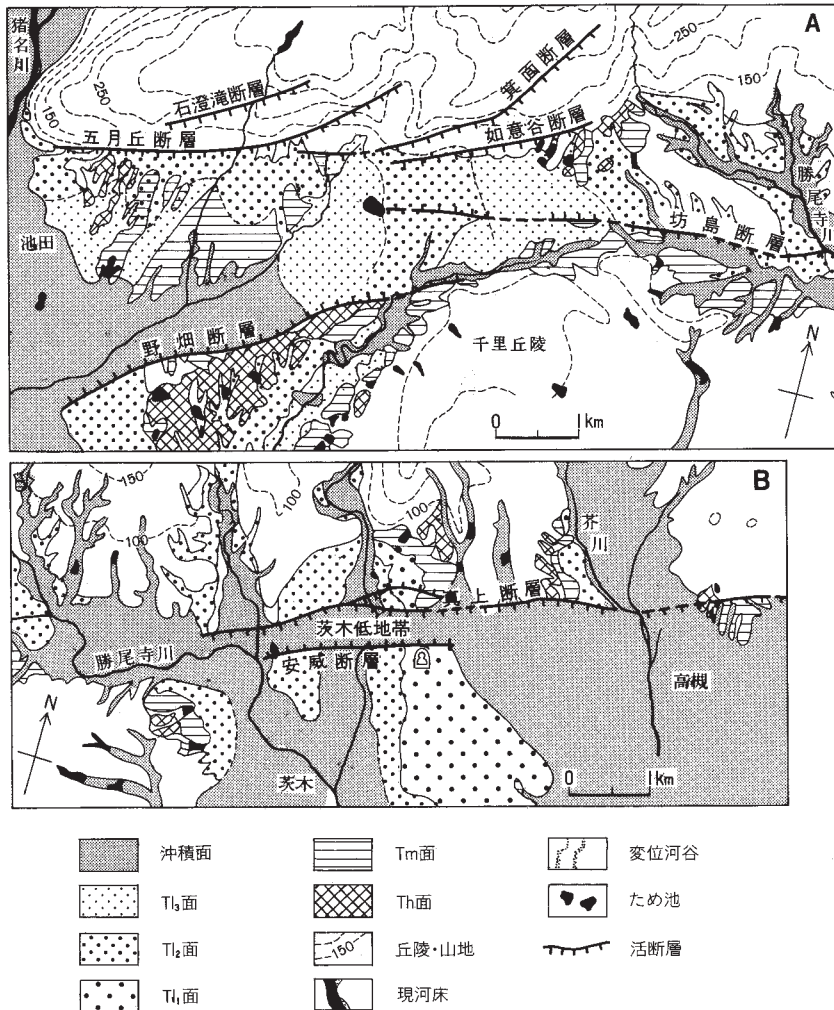 A
猪名川
250
150
250
150
石澄滝断層
箕面断層
五月丘断層
如意谷断層
勝尾寺川
坊島断層
池田
野畑断層
千里丘陵
N
0 1km
B
150
100
100
100
芥川
真上断層
茨木低地帯
勝尾寺川
安威断層
高槻
N
茨木
0 1km
沖積面
Tl₃面
Tl₂面
Tl₁面
Tm面
Th面
150
丘陵・山地
現河床
変位河谷
ため池
活断層